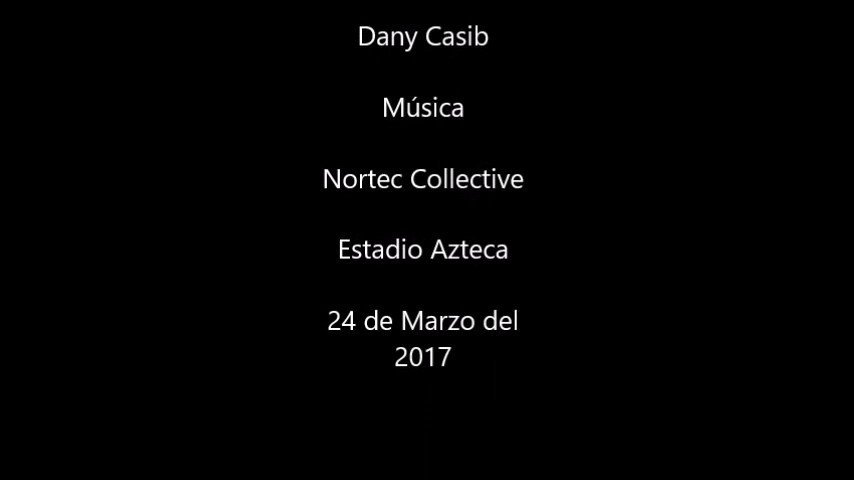 Dany Casib
Música
Nortec Collective
Estadio Azteca
24 de Marzo del
2017